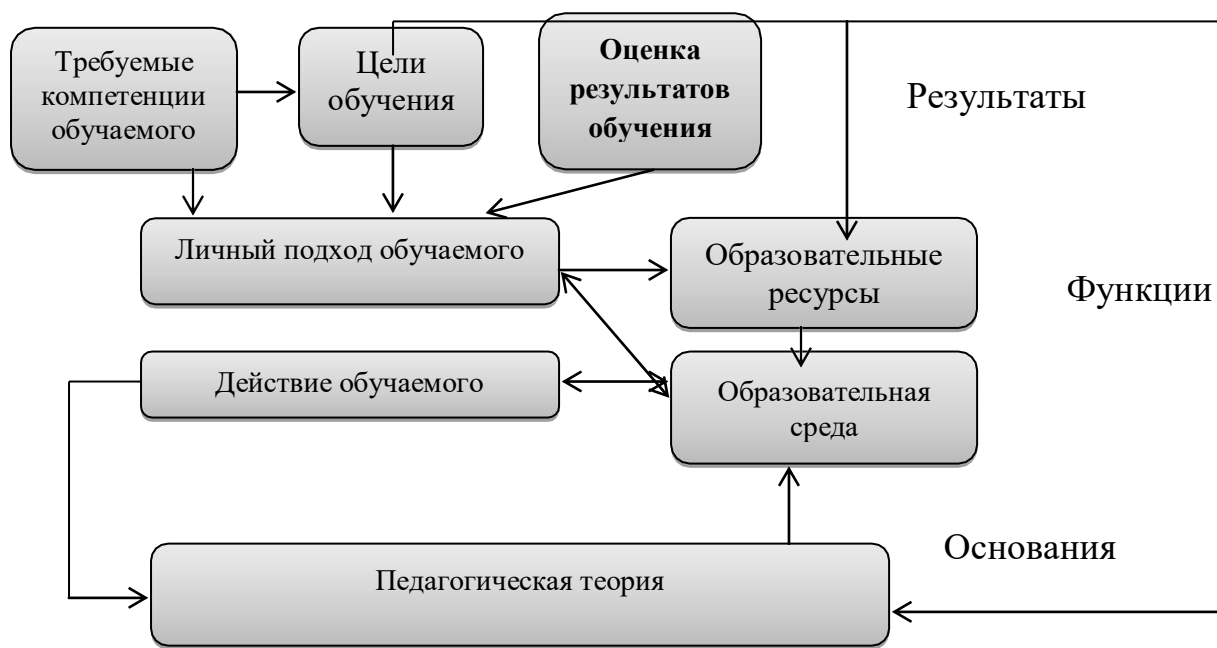 Требуемые
компетенции
обучаемого
Цели
обучения
Оценка
результатов
обучения
Результаты
Личный подход обучаемого
Образовательные
ресурсы
Функции
Действие обучаемого
Образовательная
среда
Основания
Педагогическая теория